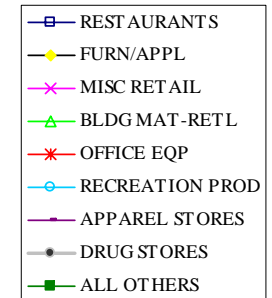 RESTAURANTS
FURN/APPL
MISC RETAIL
BLDG MAT-RETL
OFFICE EQP
RECREATION PROD
APPAREL STORES
DRUG STORES
ALL OTHERS